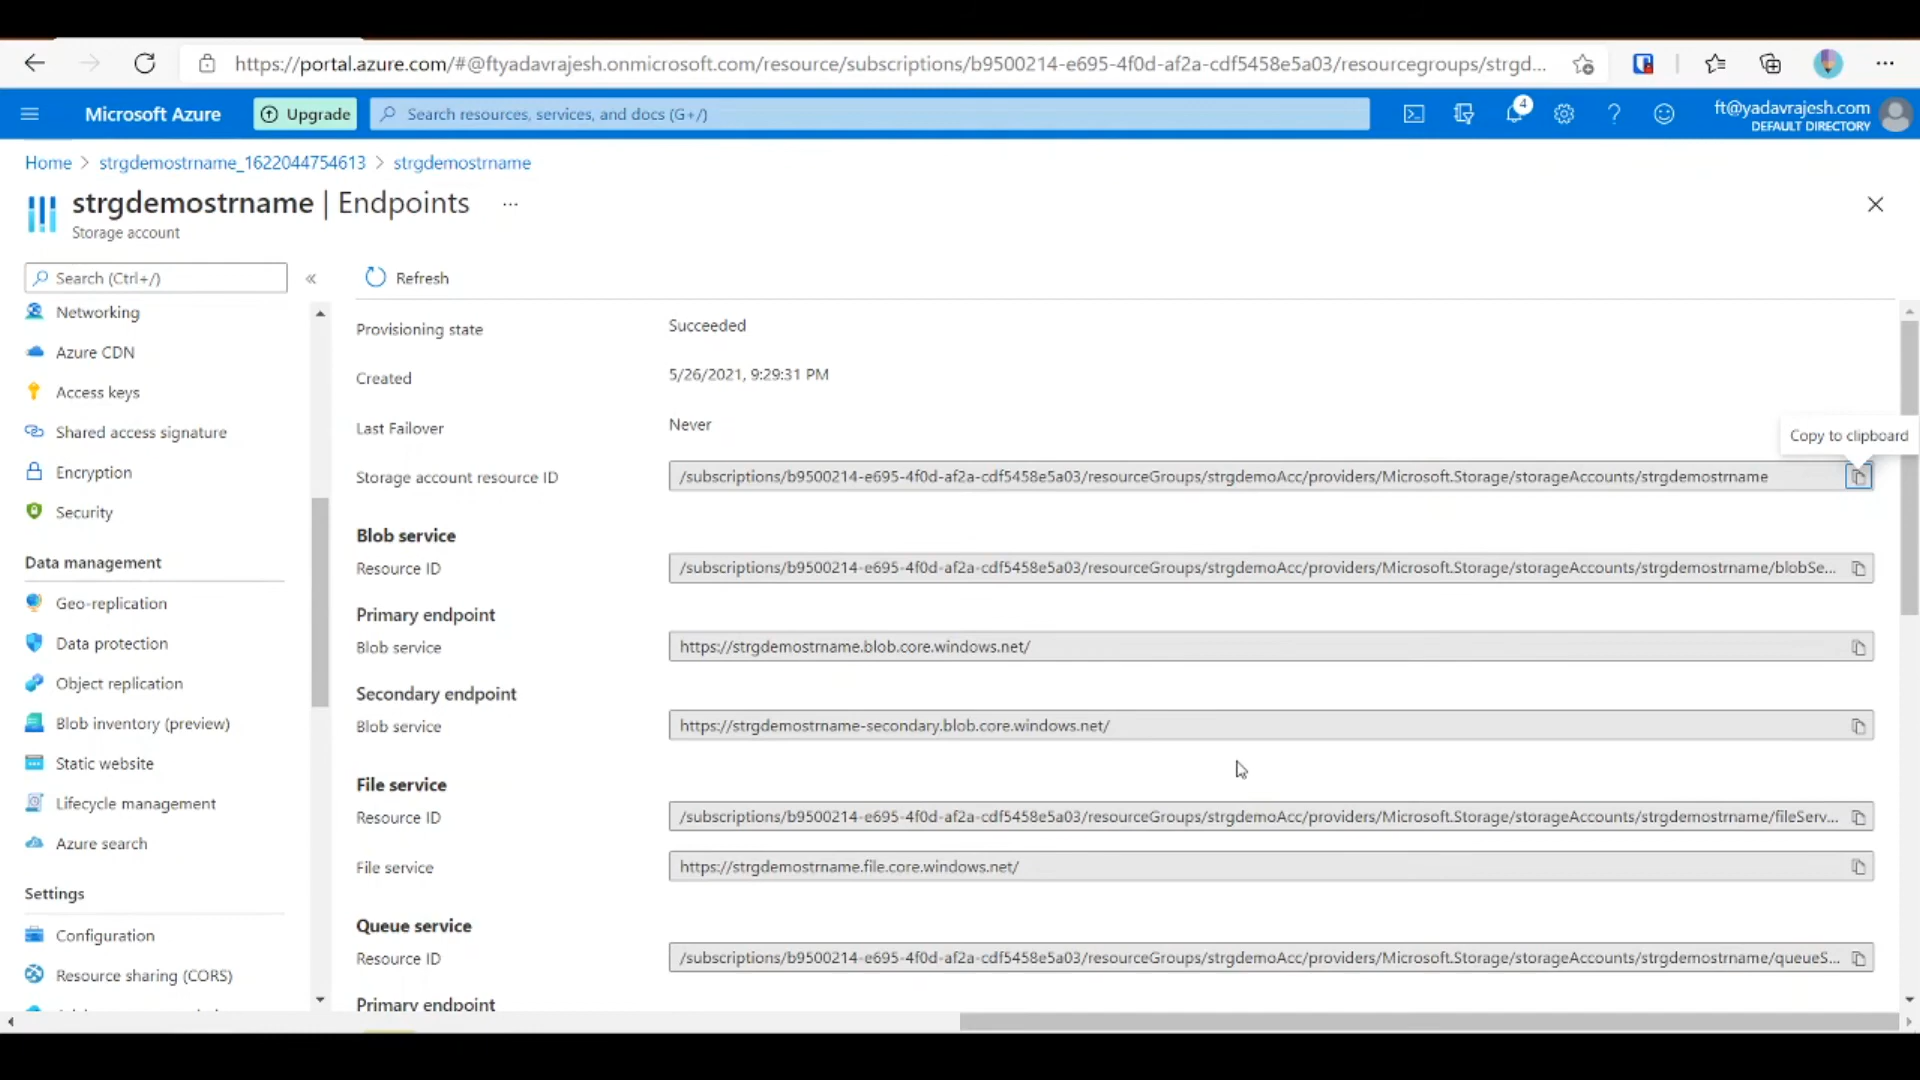 https://portal.azure.com/#@ftyadavrajesh.onmicrosoft.com/resource/subscriptions/b9500214-e695-4f0d-af2a-cdf5458e5a03/resourcegroups/strgd...
Microsoft Azure
Upgrade
Search resources, services, and docs (G+/)
4
ft@yadavrajesh.com
DEFAULT DIRECTORY
Home > strgdemostrname_1622044754613 > strgdemostrname
strgdemostrname | Endpoints ...
Storage account
Search (Ctrl+/)
«
Networking
Azure CDN
Access keys
Shared access signature
Encryption
Security
Data management
Geo-replication
Data protection
Object replication
Blob inventory (preview)
Static website
Lifecycle management
Azure search
Settings
Configuration
Resource sharing (CORS)
Refresh
Provisioning state
Succeeded
Created
5/26/2021, 9:29:31 PM
Last Failover
Never
Copy to clipboard
Storage account resource ID
/subscriptions/b9500214-e695-4f0d-af2a-cdf5458e5a03/resourceGroups/strgdemoAcc/providers/Microsoft.Storage/storageAccounts/strgdemostrname
Blob service
Resource ID
/subscriptions/b9500214-e695-4f0d-af2a-cdf5458e5a03/resourceGroups/strgdemoAcc/providers/Microsoft.Storage/storageAccounts/strgdemostrname/blobSe...
Primary endpoint
Blob service
https://strgdemostrname.blob.core.windows.net/
Secondary endpoint
Blob service
https://strgdemostrname-secondary.blob.core.windows.net/
File service
Resource ID
/subscriptions/b9500214-e695-4f0d-af2a-cdf5458e5a03/resourceGroups/strgdemoAcc/providers/Microsoft.Storage/storageAccounts/strgdemostrname/fileServ...
File service
https://strgdemostrname.file.core.windows.net/
Queue service
Resource ID
/subscriptions/b9500214-e695-4f0d-af2a-cdf5458e5a03/resourceGroups/strgdemoAcc/providers/Microsoft.Storage/storageAccounts/strgdemostrname/queueS...
Primary endpoint